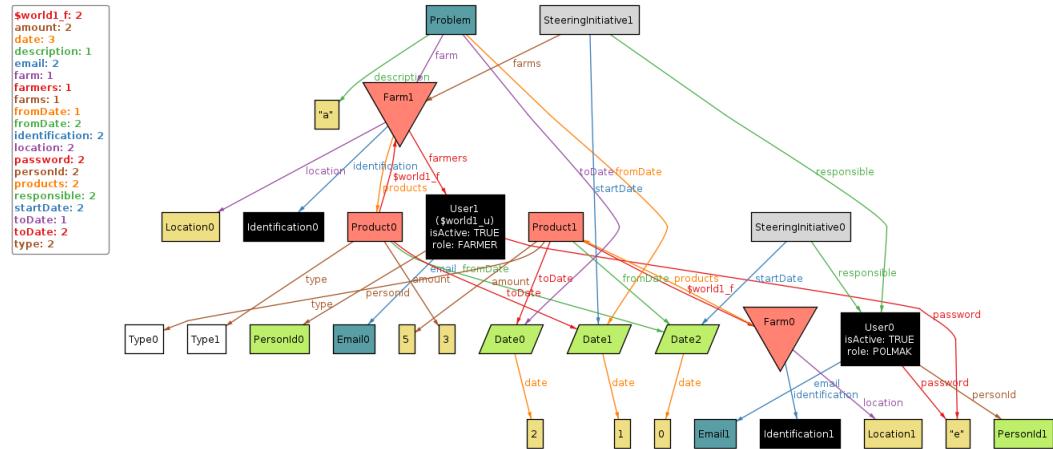 $world1_f: 2
amount: 2
date: 3
description: 1
email: 2
farm: 1
farmers: 1
farms: 1
fromDate: 1
fromDate: 2
identification: 2
location: 2
password: 2
personId: 2
products: 2
responsible: 2
startDate: 2
toDate: 1
toDate: 2
type: 2
Problem
SteeringInitiative1
farm
farms
description
Farm1
"a"
farmers
location
identification
$world1_f
products
toDate
fromDate
startDate
responsible
Location0
Identification0
Product0
User1
($world1_u)
isActive: TRUE
role: FARMER
Product1
SteeringInitiative0
type
type
personId
email
fromDate
amount
amount
toDate
toDate
fromDate
products
$world1_f
startDate
responsible
password
Type0
Type1
PersonId0
Email0
5
3
Date0
Date1
Date2
Farm0
User0
isActive: TRUE
role: POLMAK
date
date
date
email
identification
location
password
personId
2
1
0
Email1
Identification1
Location1
"e"
PersonId1